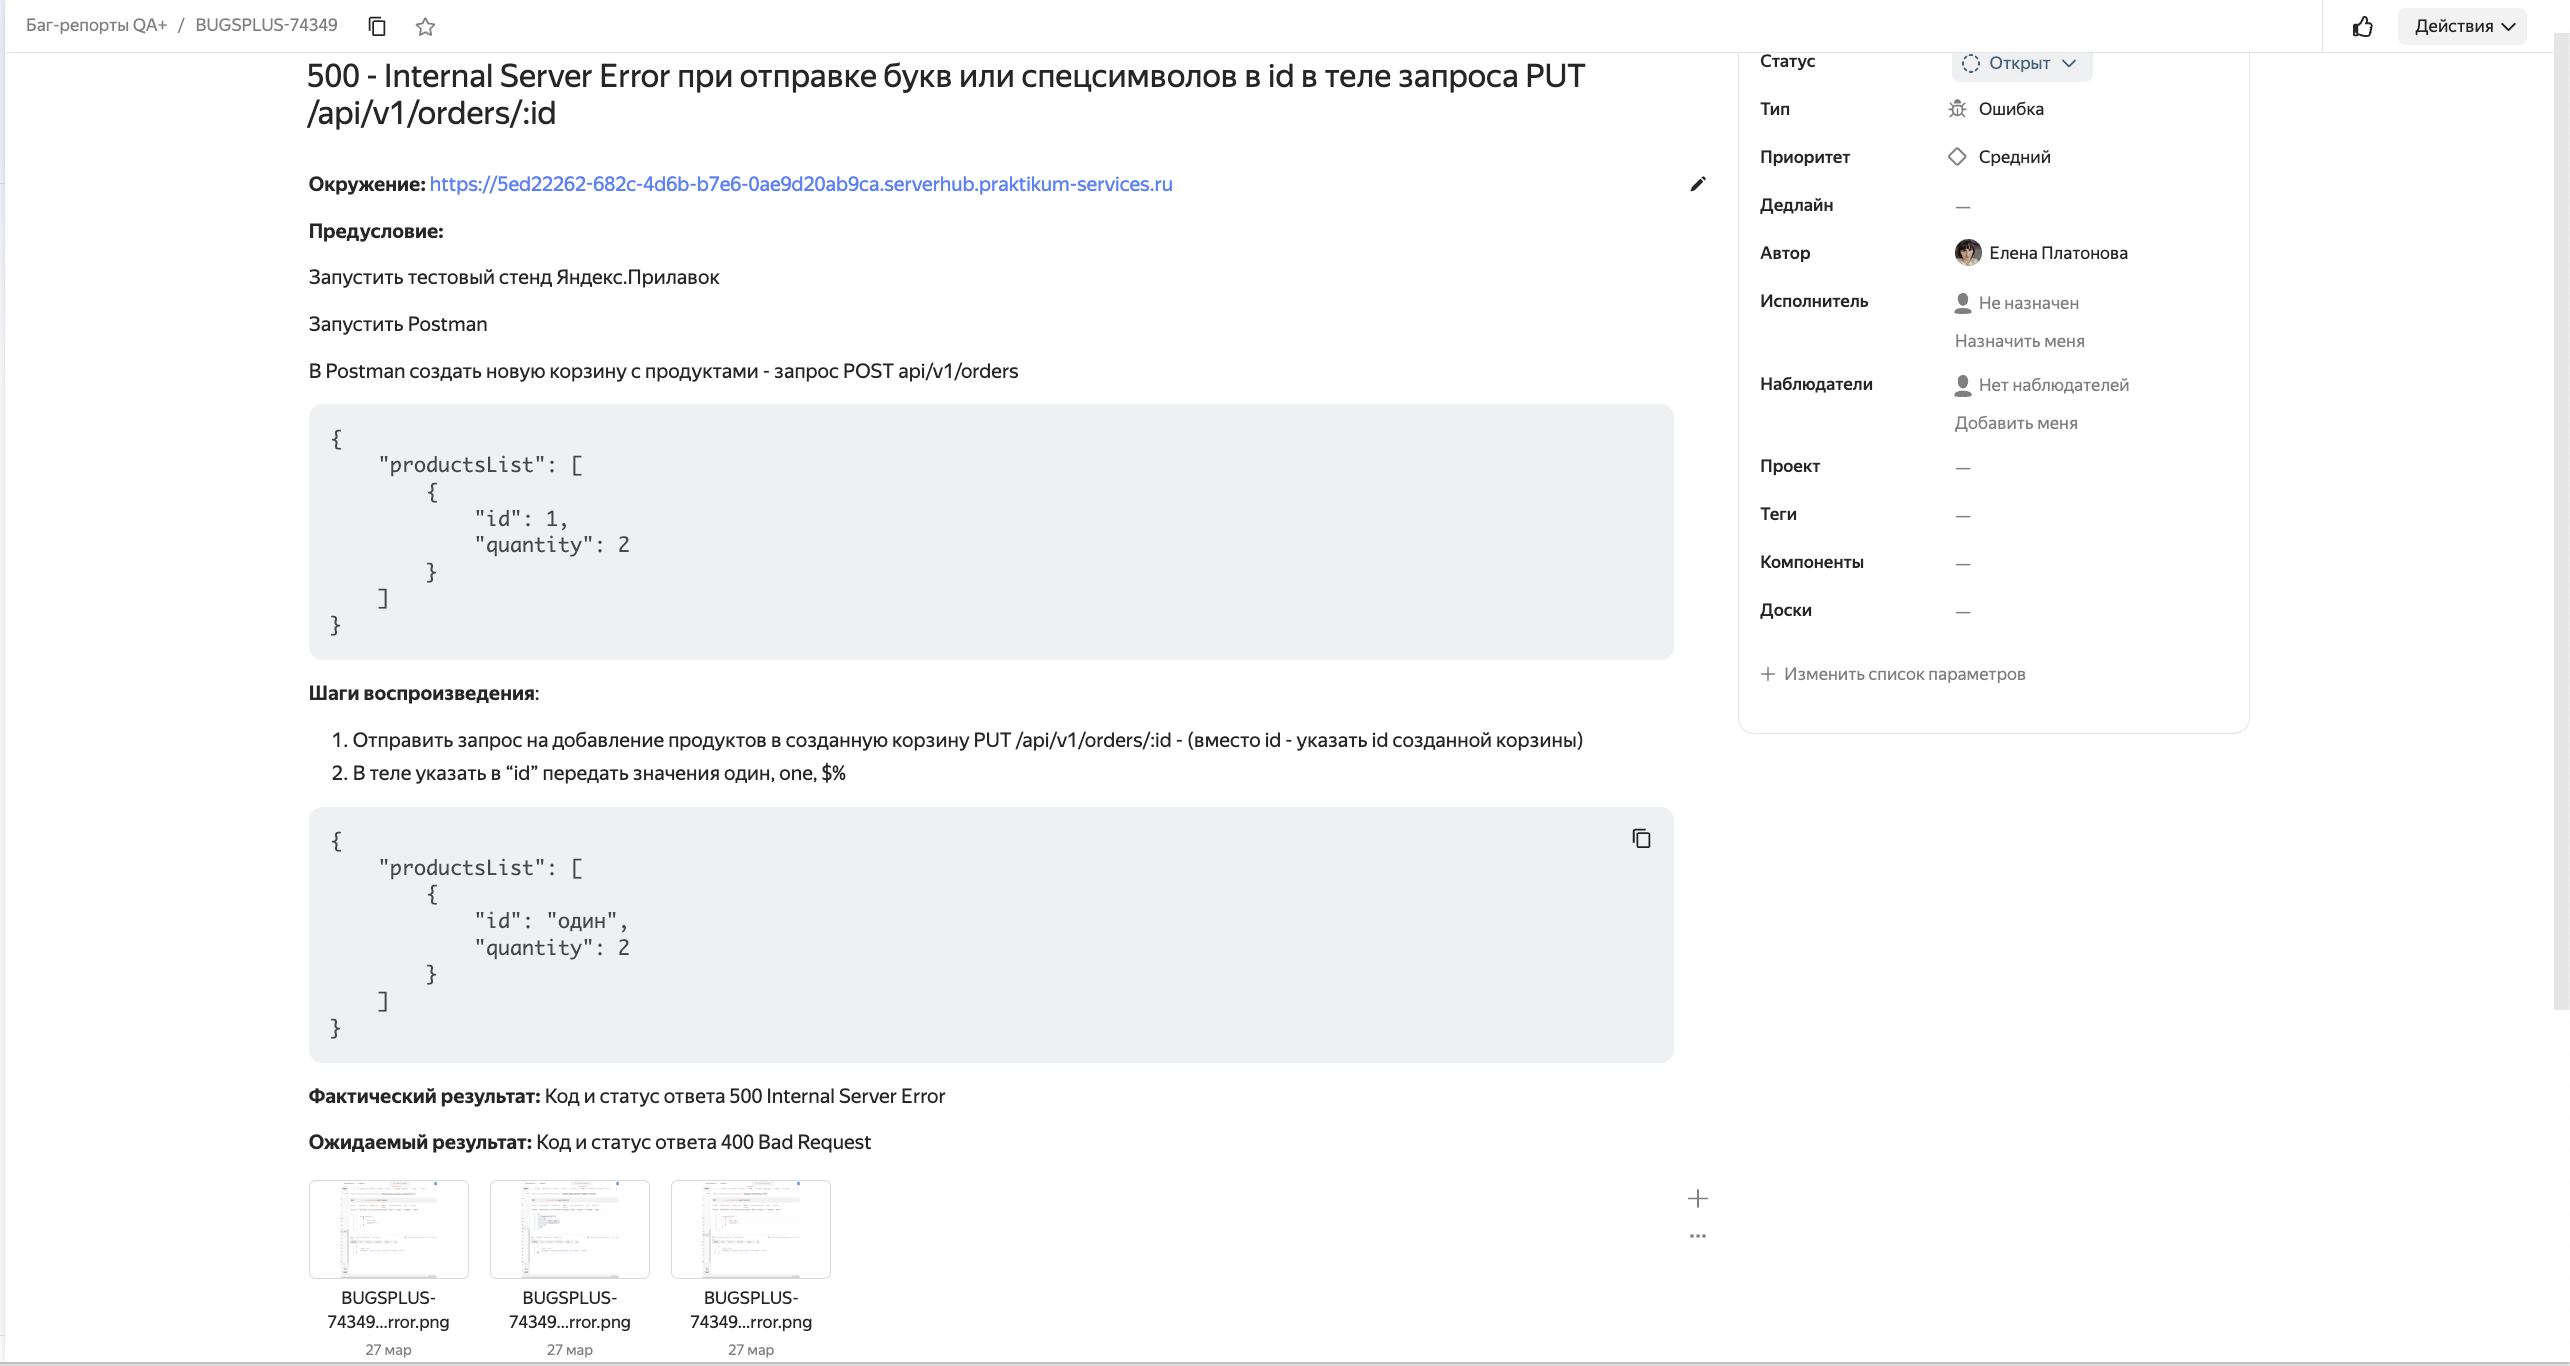 Баг-репорты QA+ / BUGSPLUS-74349
Действия
500 - Internal Server Error при отправке букв или спецсимволов в id в теле запроса PUT
/api/v1/orders/:id
Окружение: https://5ed22262-682c-4d6b-b7e6-0ae9d20ab9ca.serverhub.praktikum-services.ru
Предусловие:
Запустить тестовый стенд Яндекс.Прилавок
Запустить Postman
В Postman создать новую корзину с продуктами - запрос POST api/v1/orders
{
    "productsList": [
        {
            "id": 1,
            "quantity": 2
        }
    ]
}
Шаги воспроизведения:
1. Отправить запрос на добавление продуктов в созданную корзину PUT /api/v1/orders/:id - (вместо id - указать id созданной корзины)
2. В теле указать в “id” передать значения один, one, $%
{
    "productsList": [
        {
            "id": "один",
            "quantity": 2
        }
    ]
}
Фактический результат: Код и статус ответа 500 Internal Server Error
Ожидаемый результат: Код и статус ответа 400 Bad Request
BUGSPLUS-
74349...rror.png
27 мар
BUGSPLUS-
74349...rror.png
27 мар
BUGSPLUS-
74349...rror.png
27 мар
Статус Открыт
Тип Ошибка
Приоритет Средний
Дедлайн —
Автор Елена Платонова
Исполнитель Не назначен
Назначить меня
Наблюдатели Нет наблюдателей
Добавить меня
Проект —
Теги —
Компоненты —
Доски —
+ Изменить список параметров